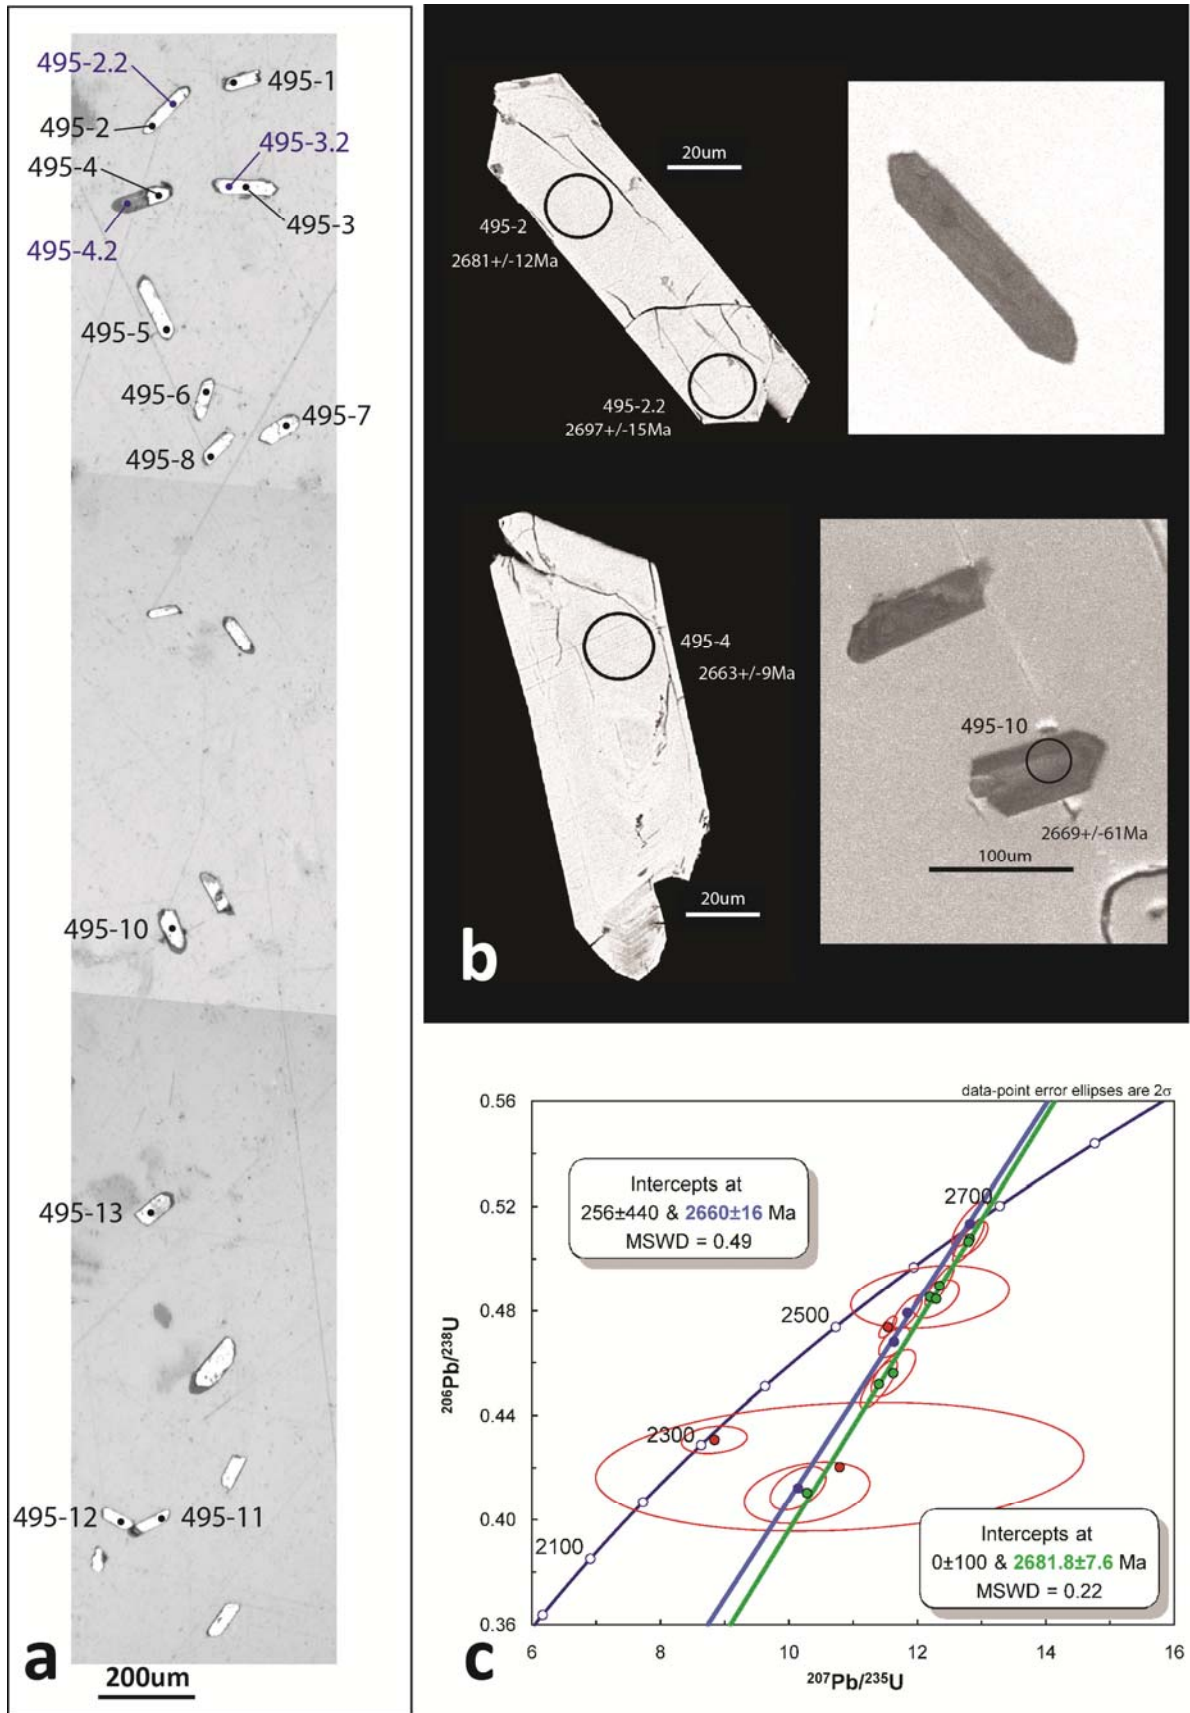 495-2.2
495-1
495-2
495-3.2
495-4
495-3
495-4.2
495-5
495-6
495-7
495-8
495-10
495-13
495-12
495-11
a
200um
20um
495-2
2681+/-12Ma
495-2.2
2697+/-15Ma
495-4
2663+/-9Ma
20um
495-10
2669+/-61Ma
100um
b
data-point error ellipses are 2σ
0.56
0.52
0.48
0.44
0.40
0.36
²⁰⁶Pb/²³⁸U
Intercepts at
256±440 & 2660±16 Ma
MSWD = 0.49
2700
2500
2300
2100
Intercepts at
0±100 & 2681.8±7.6 Ma
MSWD = 0.22
6
8
10
12
14
16
²⁰⁷Pb/²³⁵U
c